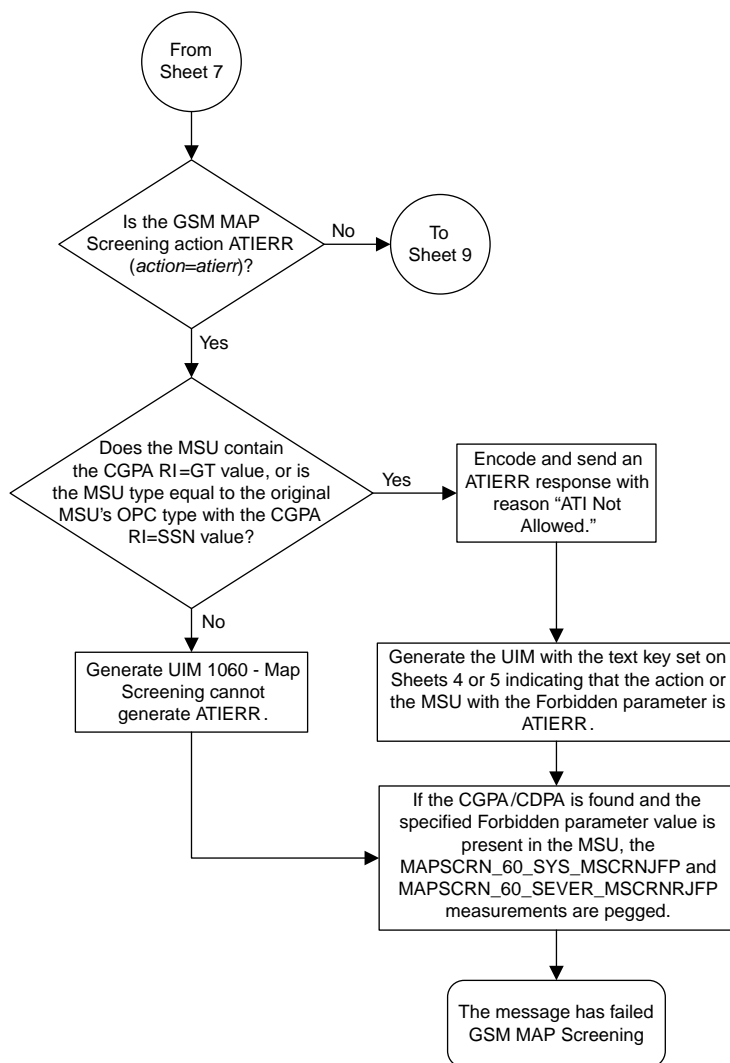 From
Sheet 7
Is the GSM MAP
Screening action ATIERR
(action=atierr)?
No
To
Sheet 9
Yes
Does the MSU contain
the CGPA RI=GT value, or is
the MSU type equal to the original
MSU's OPC type with the CGPA
RI=SSN value?
Yes
Encode and send an
ATIERR response with
reason “ATI Not
Allowed.”
No
Generate UIM 1060 - Map
Screening cannot
generate ATIERR.
Generate the UIM with the text key set on
Sheets 4 or 5 indicating that the action or
the MSU with the Forbidden parameter is
ATIERR.
If the CGPA/CDPA is found and the
specified Forbidden parameter value is
present in the MSU, the
MAPSCRN_60_SYS_MSCRNJFP and
MAPSCRN_60_SEVER_MSCRNRJFP
measurements are pegged.
The message has failed
GSM MAP Screening